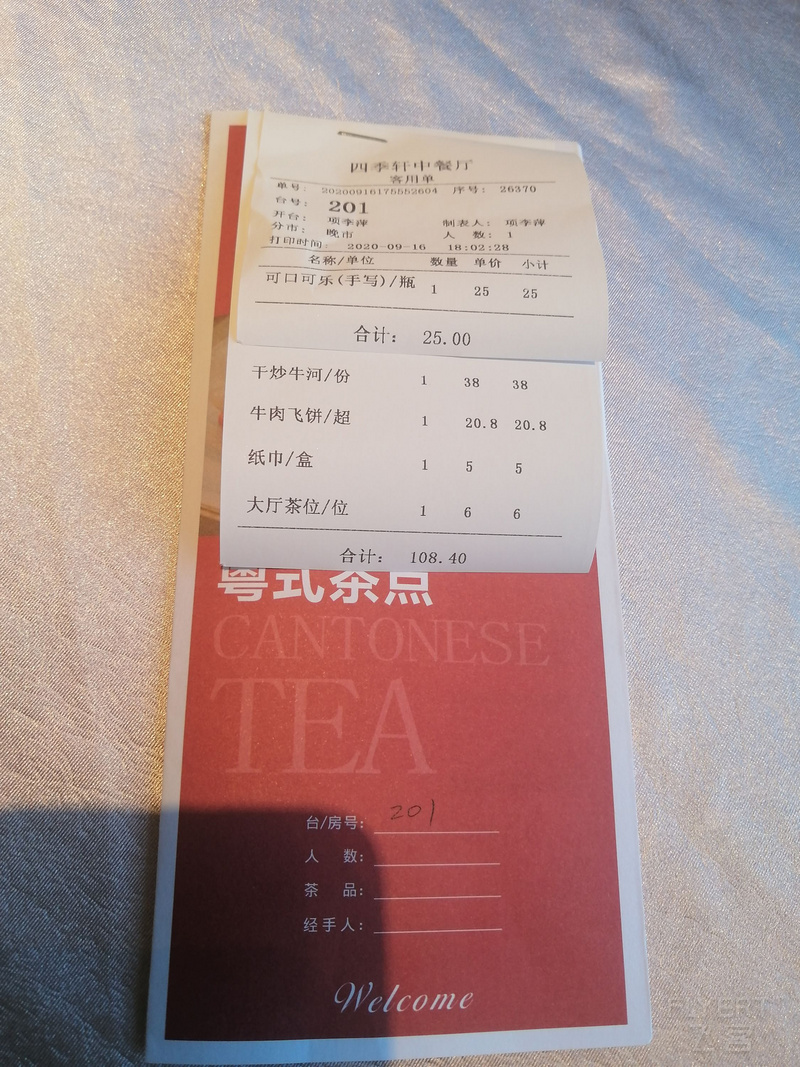 四季轩中餐厅
客用单
单号: 20200916175552604 序号: 26370
台号: 201
开台: 项李萍 制表人: 项李萍
分市: 晚市 人 数: 1
打印时间: 2020-09-16 18:02:28
名称/单位 数量 单价 小计
可口可乐(手写)/瓶 1 25 25
合计: 25.00
干炒牛河/份 1 38 38
牛肉飞饼/超 1 20.8 20.8
纸巾/盒 1 5 5
大厅茶位/位 1 6 6
合计: 108.40
粤式茶点
CANTONESE
TEA
台/房号: 201
人 数:
茶 品:
经手人:
Welcome
FLYERT
飞客